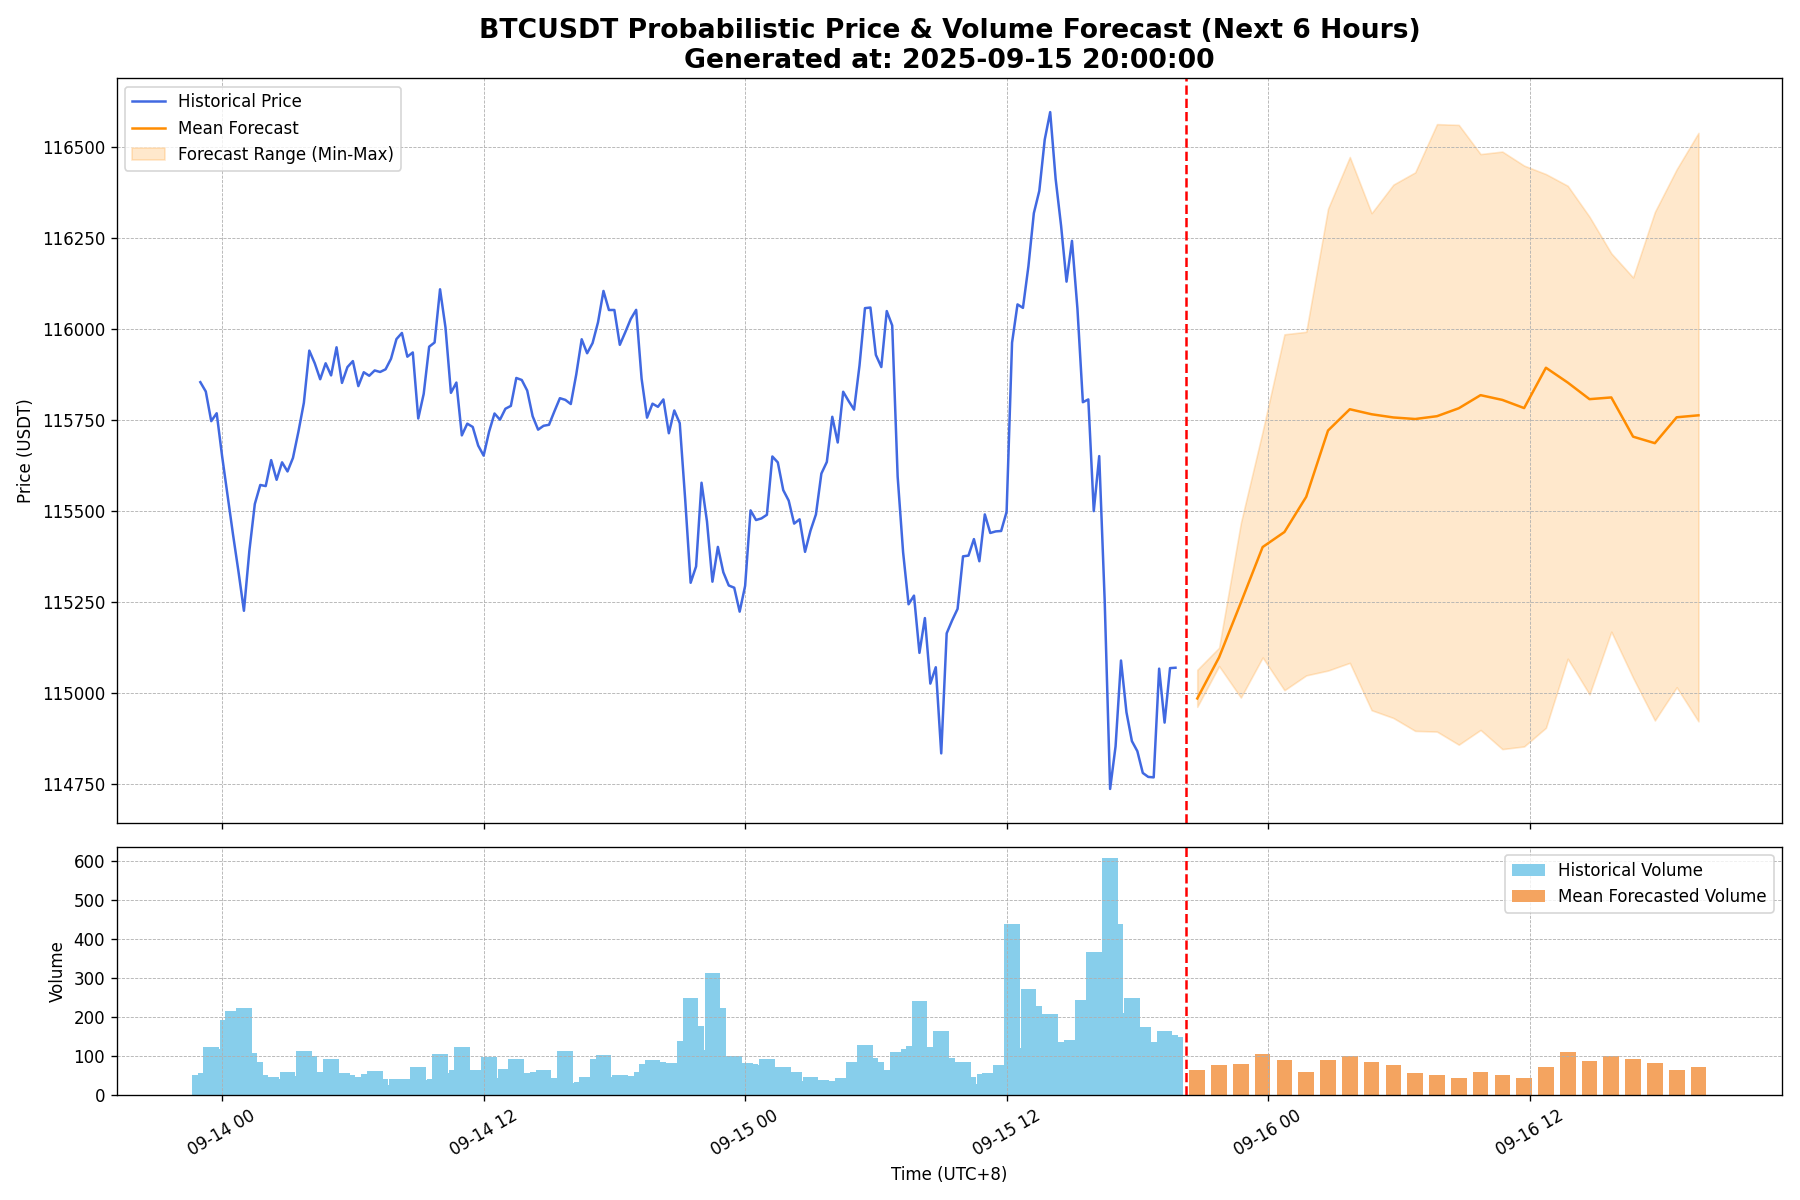 BTCUSDT Probabilistic Price & Volume Forecast (Next 6 Hours)
Generated at: 2025-09-15 20:00:00
Historical Price
Mean Forecast
Forecast Range (Min-Max)
116500
116250
116000
115750
115500
115250
115000
114750
Price (USDT)
Historical Volume
Mean Forecasted Volume
600
500
400
300
200
100
0
Volume
09-14 00
09-14 12
09-15 00
09-15 12
09-16 00
09-16 12
Time (UTC+8)